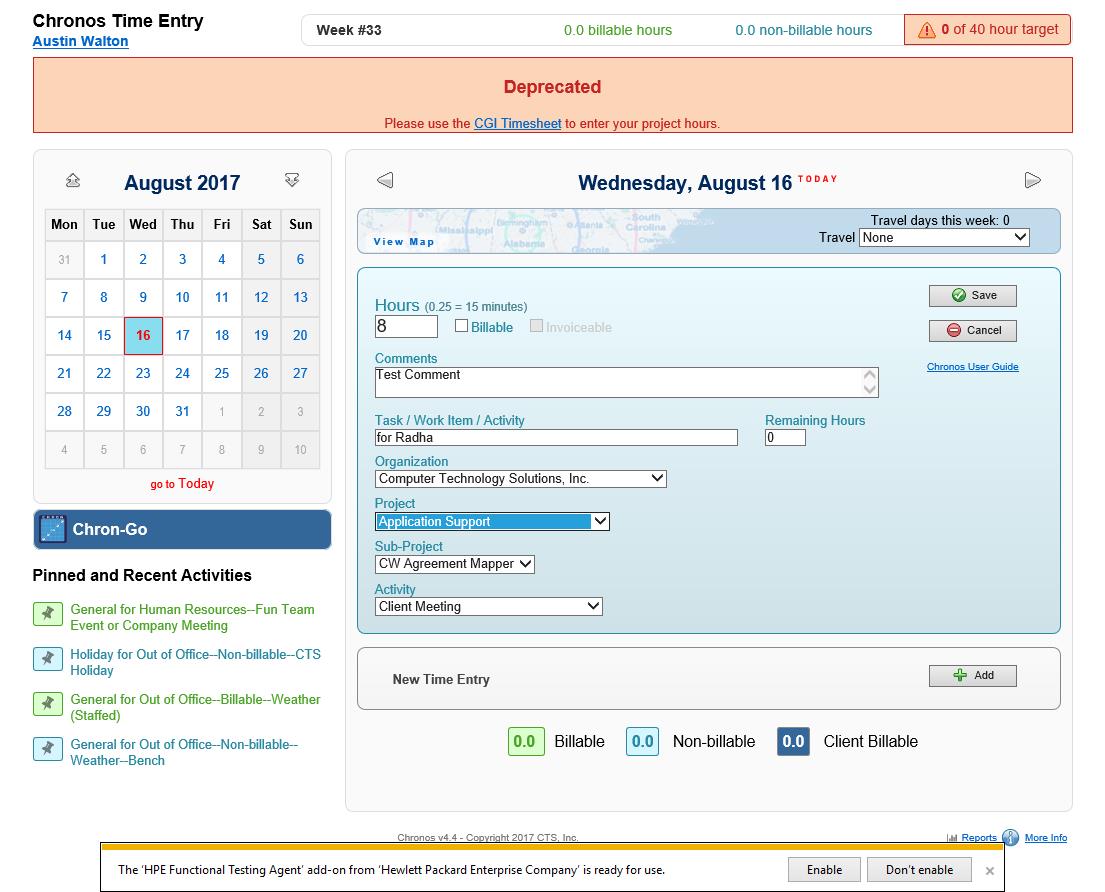 Chronos Time Entry
Austin Walton
Week #33 0.0 billable hours 0.0 non-billable hours 0 of 40 hour target
Deprecated
Please use the CGI Timesheet to enter your project hours.
August 2017
Mon Tue Wed Thu Fri Sat Sun
31 1 2 3 4 5 6
7 8 9 10 11 12 13
14 15 16 17 18 19 20
21 22 23 24 25 26 27
28 29 30 31 1 2 3
4 5 6 7 8 9 10
go to Today
Chron-Go
Pinned and Recent Activities
General for Human Resources--Fun Team
Event or Company Meeting
Holiday for Out of Office--Non-billable--CTS
Holiday
General for Out of Office--Billable--Weather
(Staffed)
General for Out of Office--Non-billable--
Weather--Bench
Wednesday, August 16 TODAY
Birmingham
Mississippi
Alabama
Atlanta
Georgia
South
Carolina
View Map
Travel days this week: 0
Travel None
Hours (0.25 = 15 minutes)
8 Billable Invoiceable
Save
Cancel
Chronos User Guide
Comments
Test Comment
Task / Work Item / Activity Remaining Hours
for Radha 0
Organization
Computer Technology Solutions, Inc.
Project
Application Support
Sub-Project
CW Agreement Mapper
Activity
Client Meeting
New Time Entry Add
0.0 Billable 0.0 Non-billable 0.0 Client Billable
Chronos v4.4 - Copyright 2017 CTS, Inc. Reports More Info
The 'HPE Functional Testing Agent' add-on from 'Hewlett Packard Enterprise Company' is ready for use. Enable Don't enable ×